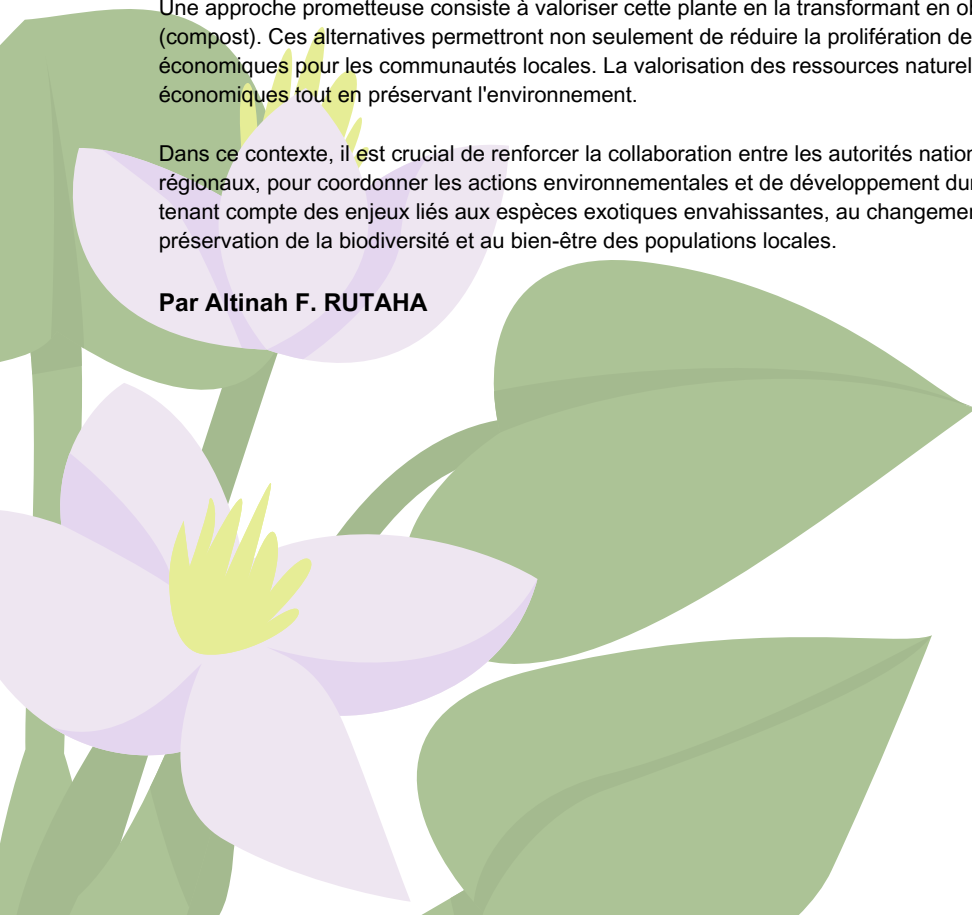 Une approche prometteuse consiste à valoriser cette plante en la transformant en
(compost). Ces alternatives permettront non seulement de réduire la prolifération de
économiques pour les communautés locales. La valorisation des ressources
économiques tout en préservant l'environnement.
Dans ce contexte, il est crucial de renforcer la collaboration entre les autorités
régionaux, pour coordonner les actions environnementales et de développement
tenant compte des enjeux liés aux espèces exotiques envahissantes, au
préservation de la biodiversité et au bien-être des populations locales.
Par Altinah F. RUTAHA